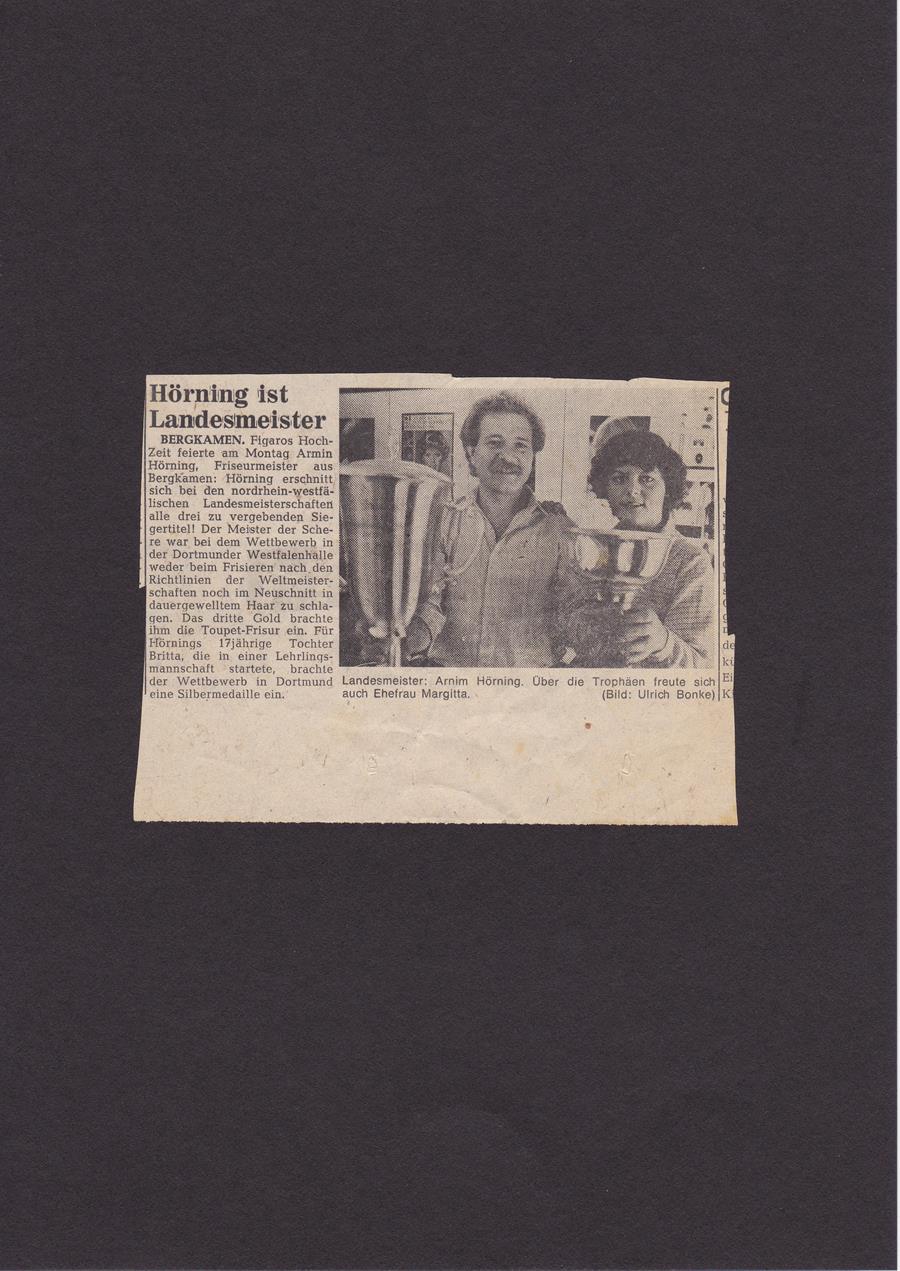 Hörning ist
Landesmeister
BERGKAMEN. Figaros Hoch-
Zeit feierte am Montag Armin
Hörning, Friseurmeister aus
Bergkamen: Hörning erschnitt
sich bei den nordrhein-westfä-
lischen Landesmeisterschaften
alle drei zu vergebenden Sie-
gertitel! Der Meister der Sche-
re war bei dem Wettbewerb in
der Dortmunder Westfalenhalle
weder beim Frisieren nach den
Richtlinien der Weltmeister-
schaften noch im Neuschnitt in
dauergewelltem Haar zu schla-
gen. Das dritte Gold brachte
ihm die Toupet-Frisur ein. Für
Hörnings 17jährige Tochter
Britta, die in einer Lehrlings-
mannschaft startete, brachte
der Wettbewerb in Dortmund
eine Silbermedaille ein.
Landesmeister: Arnim Hörning. Über die Trophäen freute sich
auch Ehefrau Margitta. (Bild: Ulrich Bonke)
de
kü
Ei